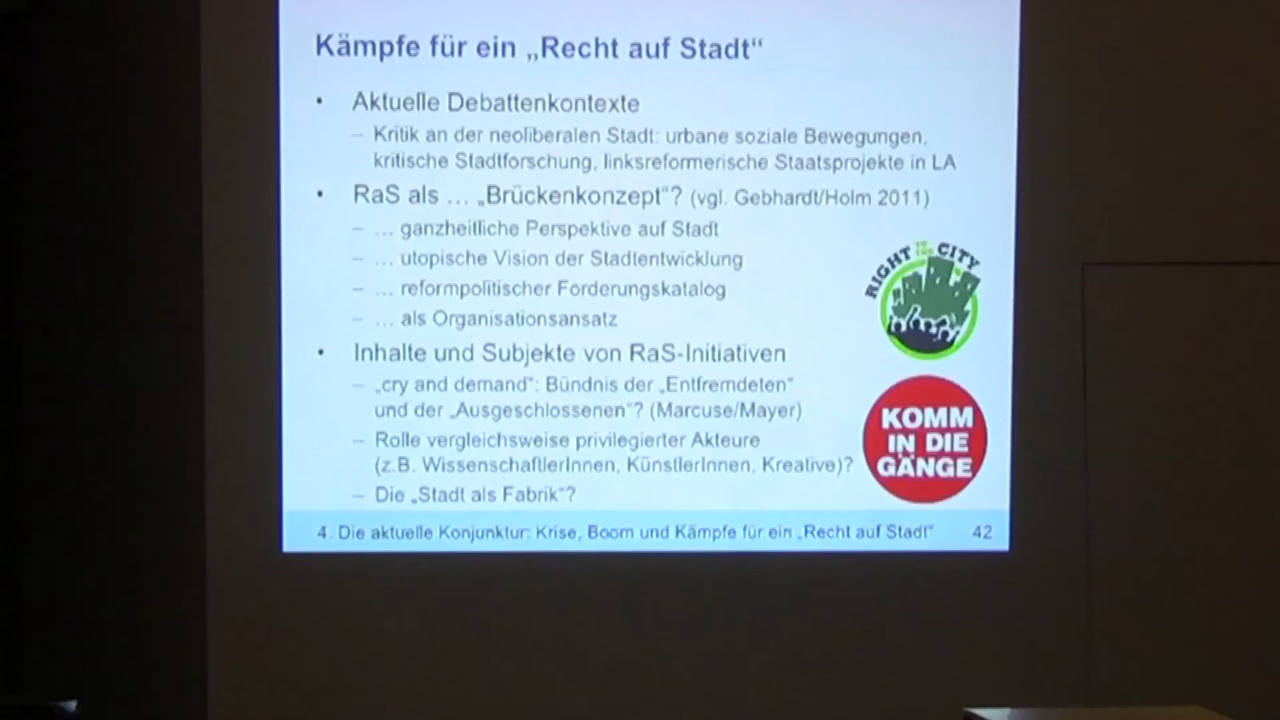 Kämpfe für ein „Recht auf Stadt“
• Aktuelle Debattenkontexte
– Kritik an der neoliberalen Stadt: urbane soziale Bewegungen,
kritische Stadtforschung, linksreformerische Staatsprojekte in LA
• RaS als … „Brückenkonzept“? (vgl. Gebhardt/Holm 2011)
– … ganzheitliche Perspektive auf Stadt
– … utopische Vision der Stadtentwicklung
– … reformpolitischer Forderungskatalog
– … als Organisationsansatz
RIGHT TO THE CITY
• Inhalte und Subjekte von RaS-Initiativen
– „cry and demand“: Bündnis der „Entfremdeten“
und der „Ausgeschlossenen“? (Marcuse/Mayer)
– Rolle vergleichsweise privilegierter Akteure
(z.B. WissenschaftlerInnen, KünstlerInnen, Kreative)?
– Die „Stadt als Fabrik“?
KOMM
IN DIE
GÄNGE
4. Die aktuelle Konjunktur: Krise, Boom und Kämpfe für ein „Recht auf Stadt“ 42